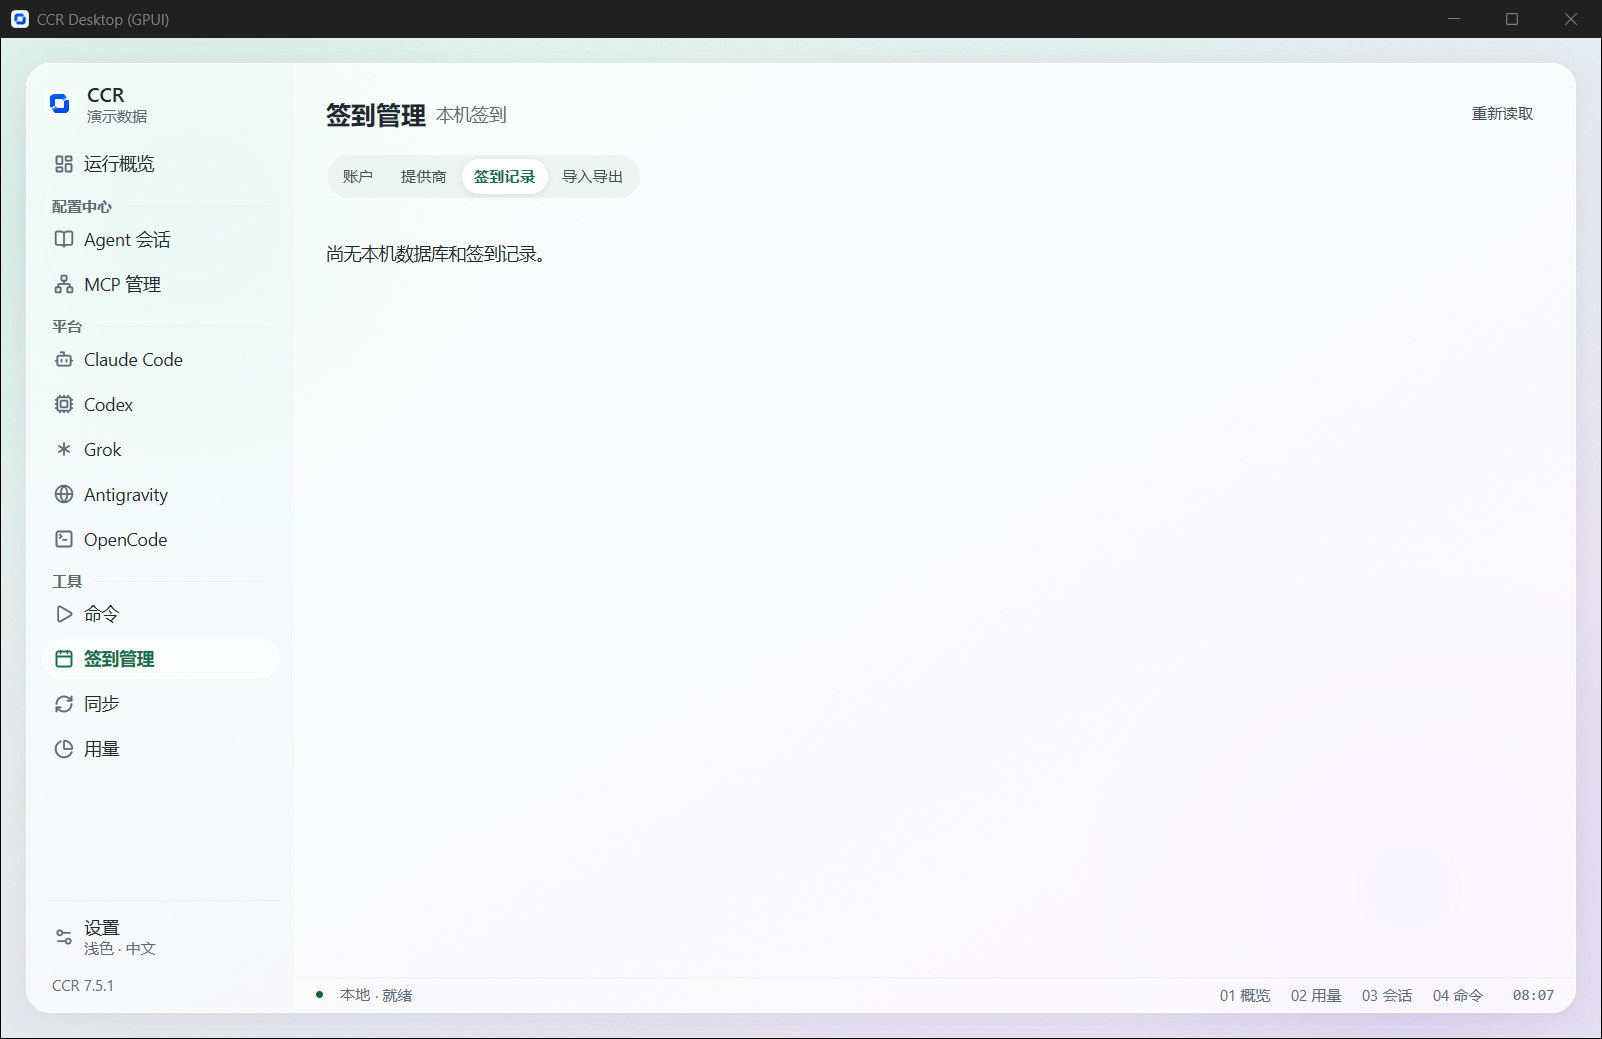 CCR Desktop (GPUI)
CCR
演示数据
运行概览
配置中心
Agent 会话
MCP 管理
平台
Claude Code
Codex
Grok
Antigravity
OpenCode
工具
命令
签到管理
同步
用量
设置
浅色 · 中文
CCR 7.5.1
签到管理 本机签到
重新读取
账户 提供商 签到记录 导入导出
尚无本机数据库和签到记录。
本地 · 就绪
01 概览 02 用量 03 会话 04 命令 08:07